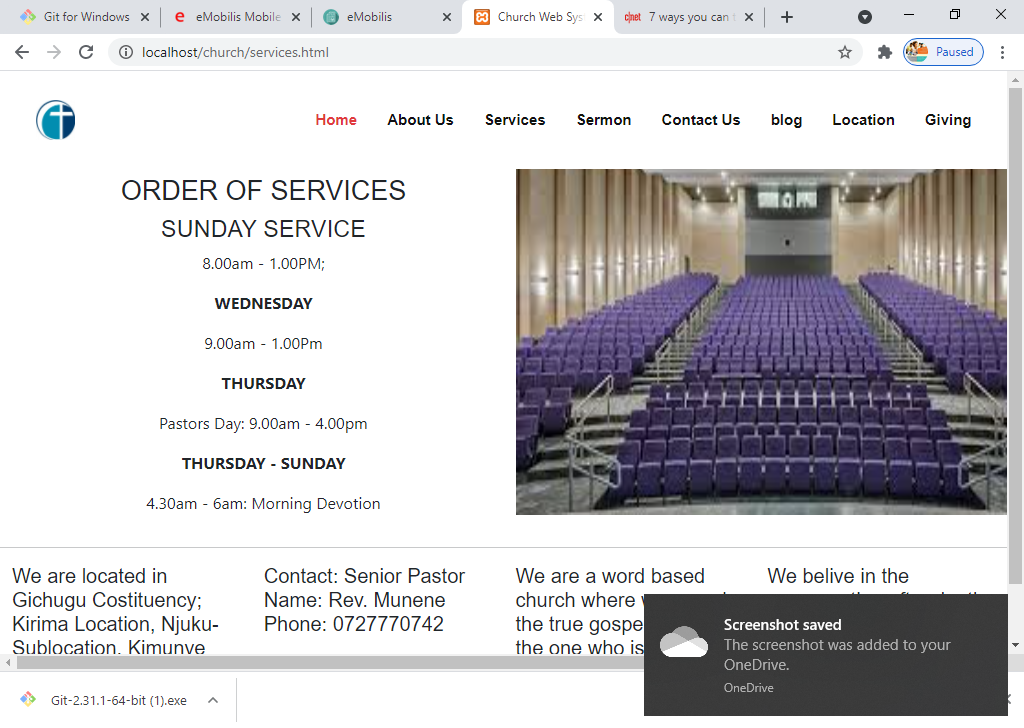 Git for Windows
eMobilis Mobile
eMobilis
Church Web Sys
c|net 7 ways you can t
localhost/church/services.html
Paused
Home About Us Services Sermon Contact Us blog Location Giving
ORDER OF SERVICES
SUNDAY SERVICE
8.00am - 1.00PM;
WEDNESDAY
9.00am - 1.00Pm
THURSDAY
Pastors Day: 9.00am - 4.00pm
THURSDAY - SUNDAY
4.30am - 6am: Morning Devotion
We are located in
Gichugu Costituency;
Kirima Location, Njuku-
Sublocation, Kimunye
Contact: Senior Pastor
Name: Rev. Munene
Phone: 0727770742
We are a word based
church where
the true gospe
the one who is
We belive in the
Screenshot saved
The screenshot was added to your
OneDrive.
OneDrive
Git-2.31.1-64-bit (1).exe